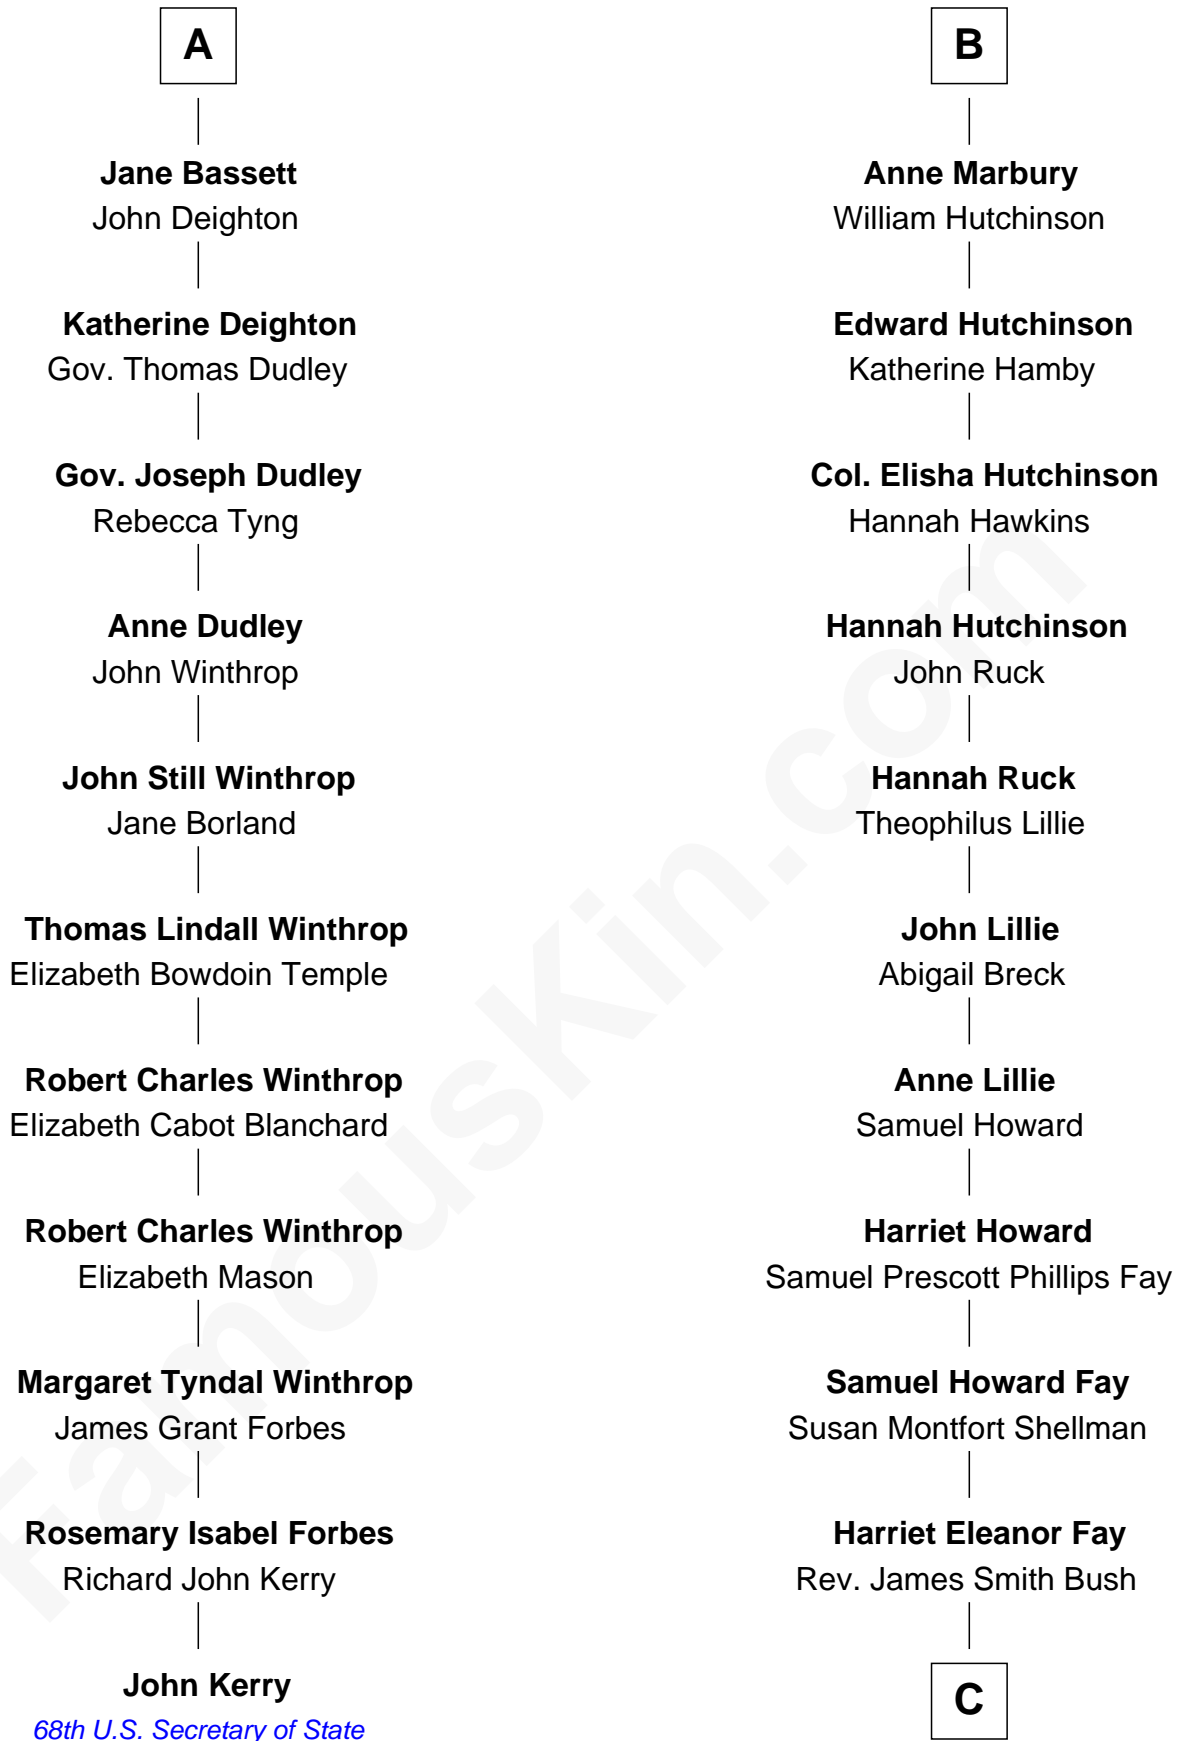 A
Jane Bassett
John Deighton
Katherine Deighton
Gov. Thomas Dudley
Gov. Joseph Dudley
Rebecca Tyng
Anne Dudley
John Winthrop
John Still Winthrop
Jane Borland
Thomas Lindall Winthrop
Elizabeth Bowdoin Temple
Robert Charles Winthrop
Elizabeth Cabot Blanchard
Robert Charles Winthrop
Elizabeth Mason
Margaret Tyndal Winthrop
James Grant Forbes
Rosemary Isabel Forbes
Richard John Kerry
John Kerry
68th U.S. Secretary of State
B
Anne Marbury
William Hutchinson
Edward Hutchinson
Katherine Hamby
Col. Elisha Hutchinson
Hannah Hawkins
Hannah Hutchinson
John Ruck
Hannah Ruck
Theophilus Lillie
John Lillie
Abigail Breck
Anne Lillie
Samuel Howard
Harriet Howard
Samuel Prescott Phillips Fay
Samuel Howard Fay
Susan Montfort Shellman
Harriet Eleanor Fay
Rev. James Smith Bush
C
FamousKin.com